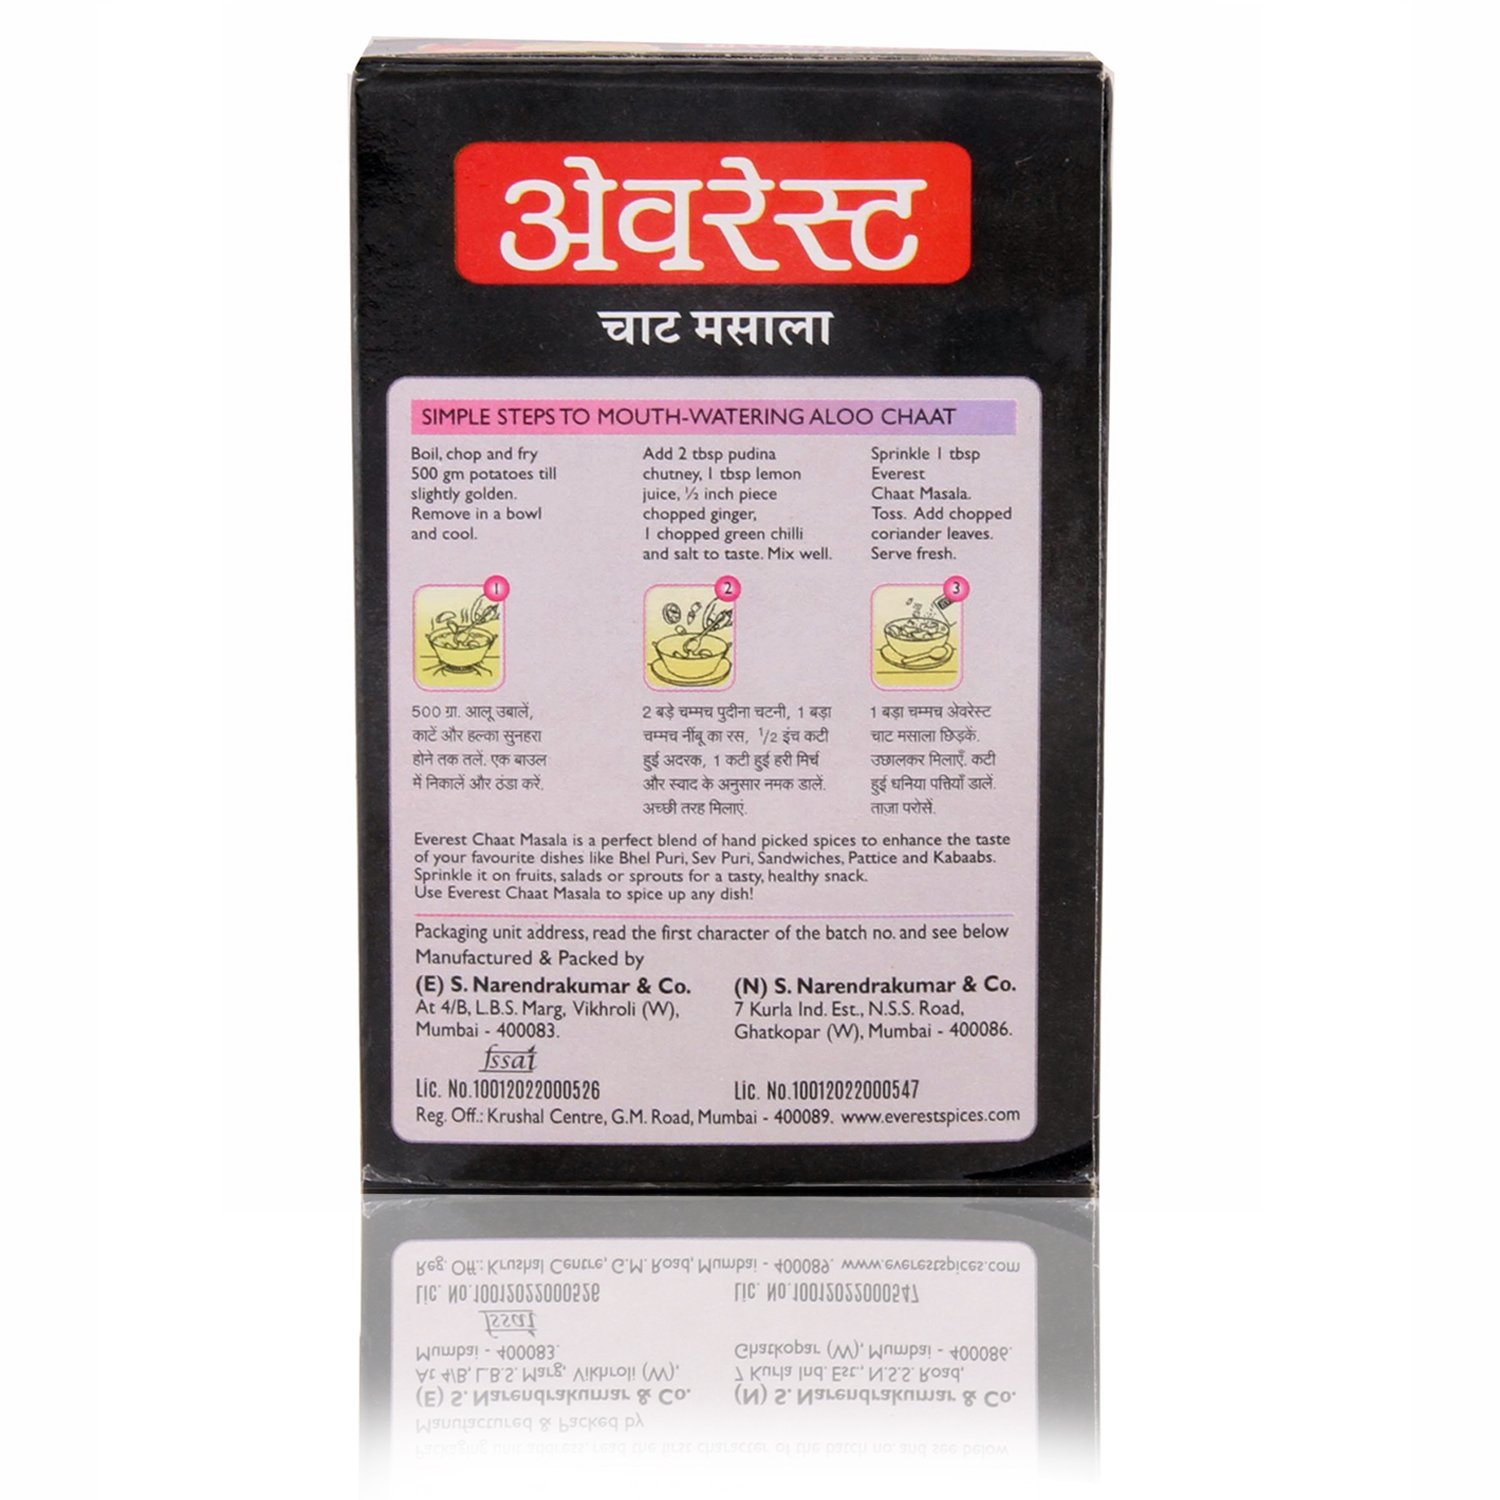 अेवरेस्ट
चाट मसाला
SIMPLE STEPS TO MOUTH-WATERING ALOO CHAAT
Boil, chop and fry
500 gm potatoes till
slightly golden.
Remove in a bowl
and cool.
Add 2 tbsp pudina
chutney, 1 tbsp lemon
juice, ½ inch piece
chopped ginger,
1 chopped green chilli
and salt to taste. Mix well.
Sprinkle 1 tbsp
Everest
Chaat Masala.
Toss. Add chopped
coriander leaves.
Serve fresh.
1
2
3
500 ग्रा. आलू उबालें,
काटें और हल्का सुनहरा
होने तक तलें. एक बाउल
में निकालें और ठंडा करें.
2 बड़े चम्मच पुदीना चटनी, 1 बड़ा
चम्मच नींबू का रस, 1/2 इंच कटी
हुई अदरक, 1 कटी हुई हरी मिर्च
और स्वाद के अनुसार नमक डालें.
अच्छी तरह मिलाएं.
1 बड़ा चम्मच अेवरेस्ट
चाट मसाला छिड़कें.
उछालकर मिलाएँ. कटी
हुई धनिया पत्तियाँ डालें.
ताज़ा परोसें.
Everest Chaat Masala is a perfect blend of hand picked spices to enhance the taste
of your favourite dishes like Bhel Puri, Sev Puri, Sandwiches, Pattice and Kabaabs.
Sprinkle it on fruits, salads or sprouts for a tasty, healthy snack.
Use Everest Chaat Masala to spice up any dish!
Packaging unit address, read the first character of the batch no. and see below
Manufactured & Packed by
(E) S. Narendrakumar & Co.
At 4/B, L.B.S. Marg, Vikhroli (W),
Mumbai - 400083.
fssai
Lic. No.10012022000526
(N) S. Narendrakumar & Co.
7 Kurla Ind. Est., N.S.S. Road,
Ghatkopar (W), Mumbai - 400086.
Lic. No.10012022000547
Reg. Off.: Krushal Centre, G.M. Road, Mumbai - 400089. www.everestspices.com